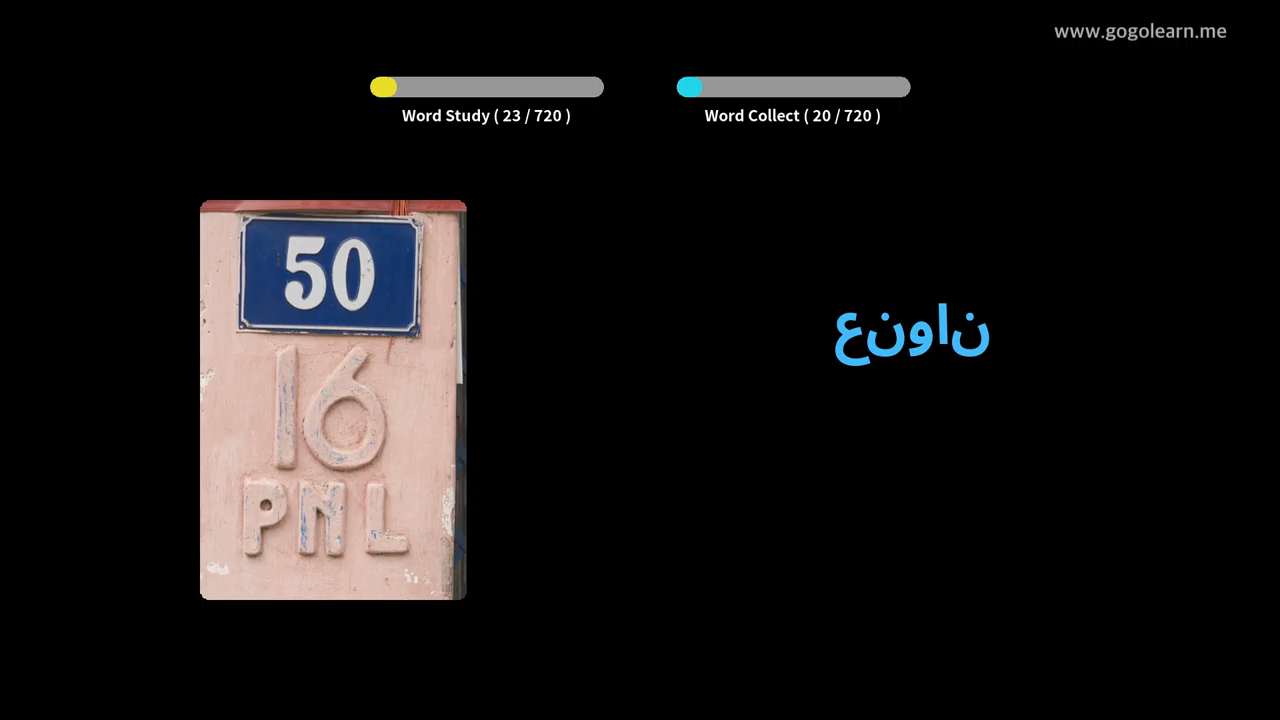 www.gogolearn.me
Word Study ( 23 / 720 )
Word Collect ( 20 / 720 )
50
16
PNL
عنوان